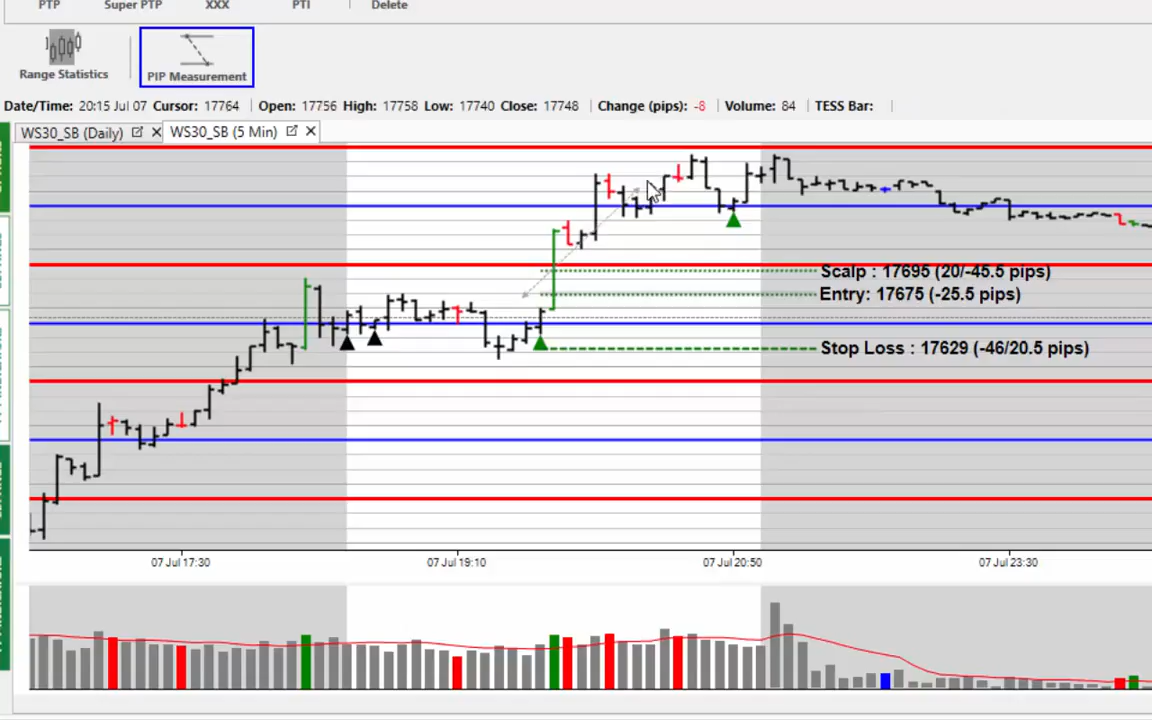 PTP Super PTP XXX PTI Delete
Range Statistics PIP Measurement
Date/Time: 20:15 Jul 07 Cursor: 17764 Open: 17756 High: 17758 Low: 17740 Close: 17748 Change (pips): -8 Volume: 84 TESS Bar:
WS30_SB (Daily) WS30_SB (5 Min)
Scalp : 17695 (20/-45.5 pips)
Entry: 17675 (-25.5 pips)
Stop Loss : 17629 (-46/20.5 pips)
07 Jul 17:30 07 Jul 19:10 07 Jul 20:50 07 Jul 23:30